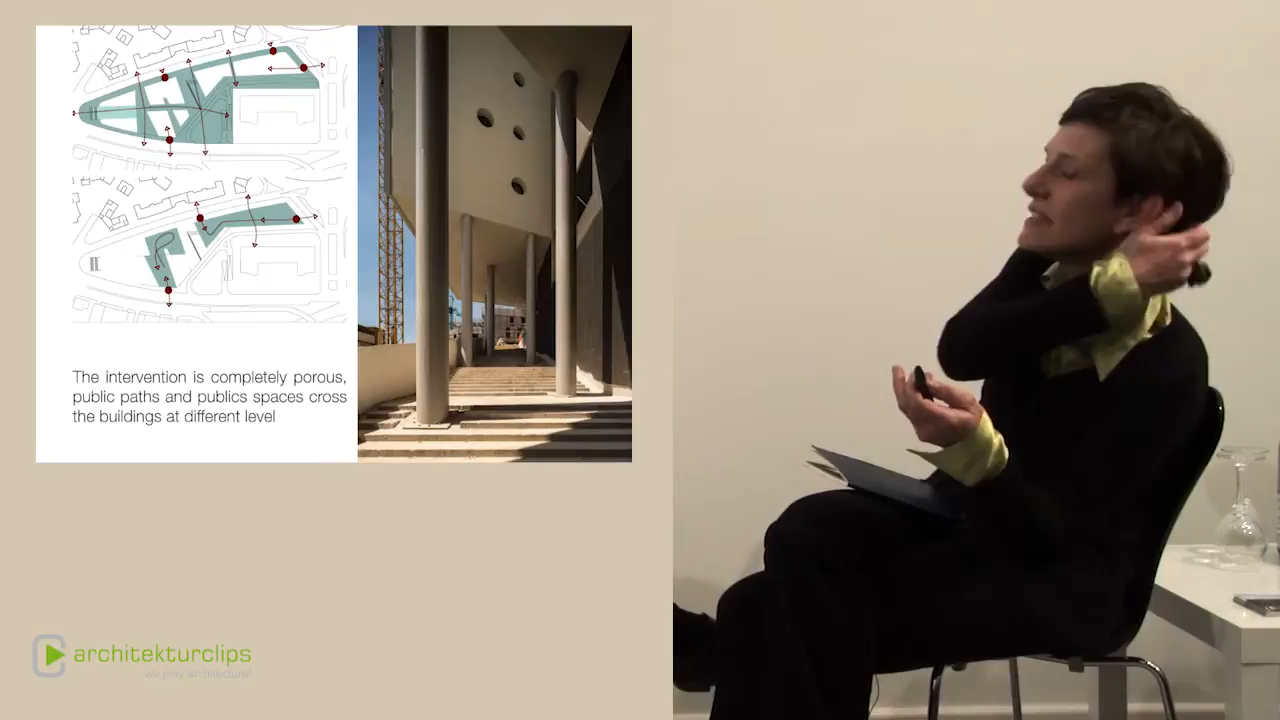 The intervention is completely porous,
public paths and publics spaces cross
the buildings at different level
architekturclips
we play architecture!